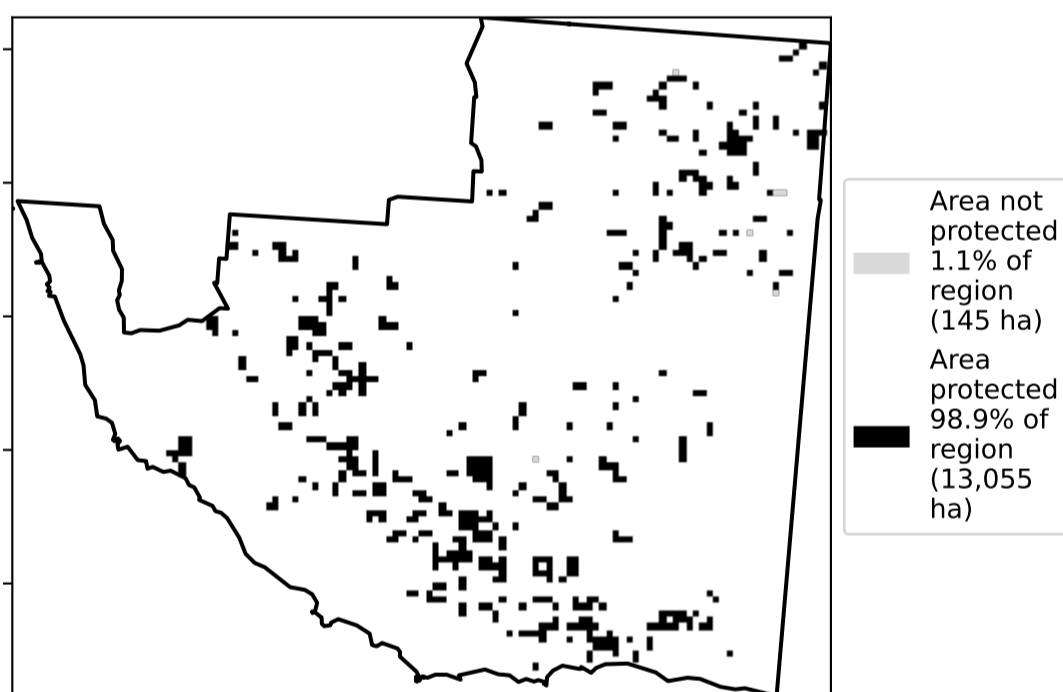 Area not
protected
1.1% of
region
(145 ha)
Area
protected
98.9% of
region
(13,055
ha)